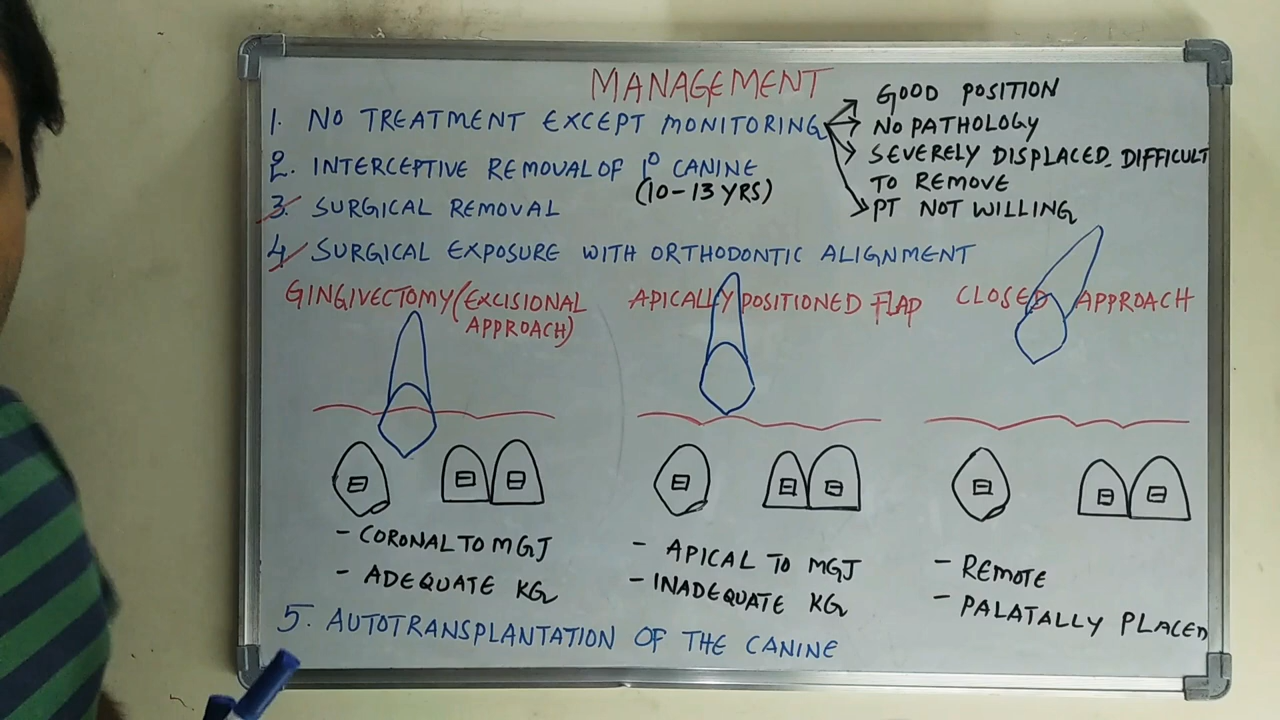 MANAGEMENT
1. NO TREATMENT EXCEPT MONITORING
GOOD POSITION
NO PATHOLOGY
SEVERELY DISPLACED. DIFFICULT
TO REMOVE
PT NOT WILLING
2. INTERCEPTIVE REMOVAL OF 1° CANINE
(10-13 YRS)
3. SURGICAL REMOVAL
4. SURGICAL EXPOSURE WITH ORTHODONTIC ALIGNMENT
GINGIVECTOMY (EXCISIONAL
APPROACH)
- CORONAL TO MGJ
- ADEQUATE KG
APICALLY POSITIONED FLAP
- APICAL TO MGJ
- INADEQUATE KG
CLOSED APPROACH
- REMOTE
- PALATALLY PLACED
5. AUTOTRANSPLANTATION OF THE CANINE